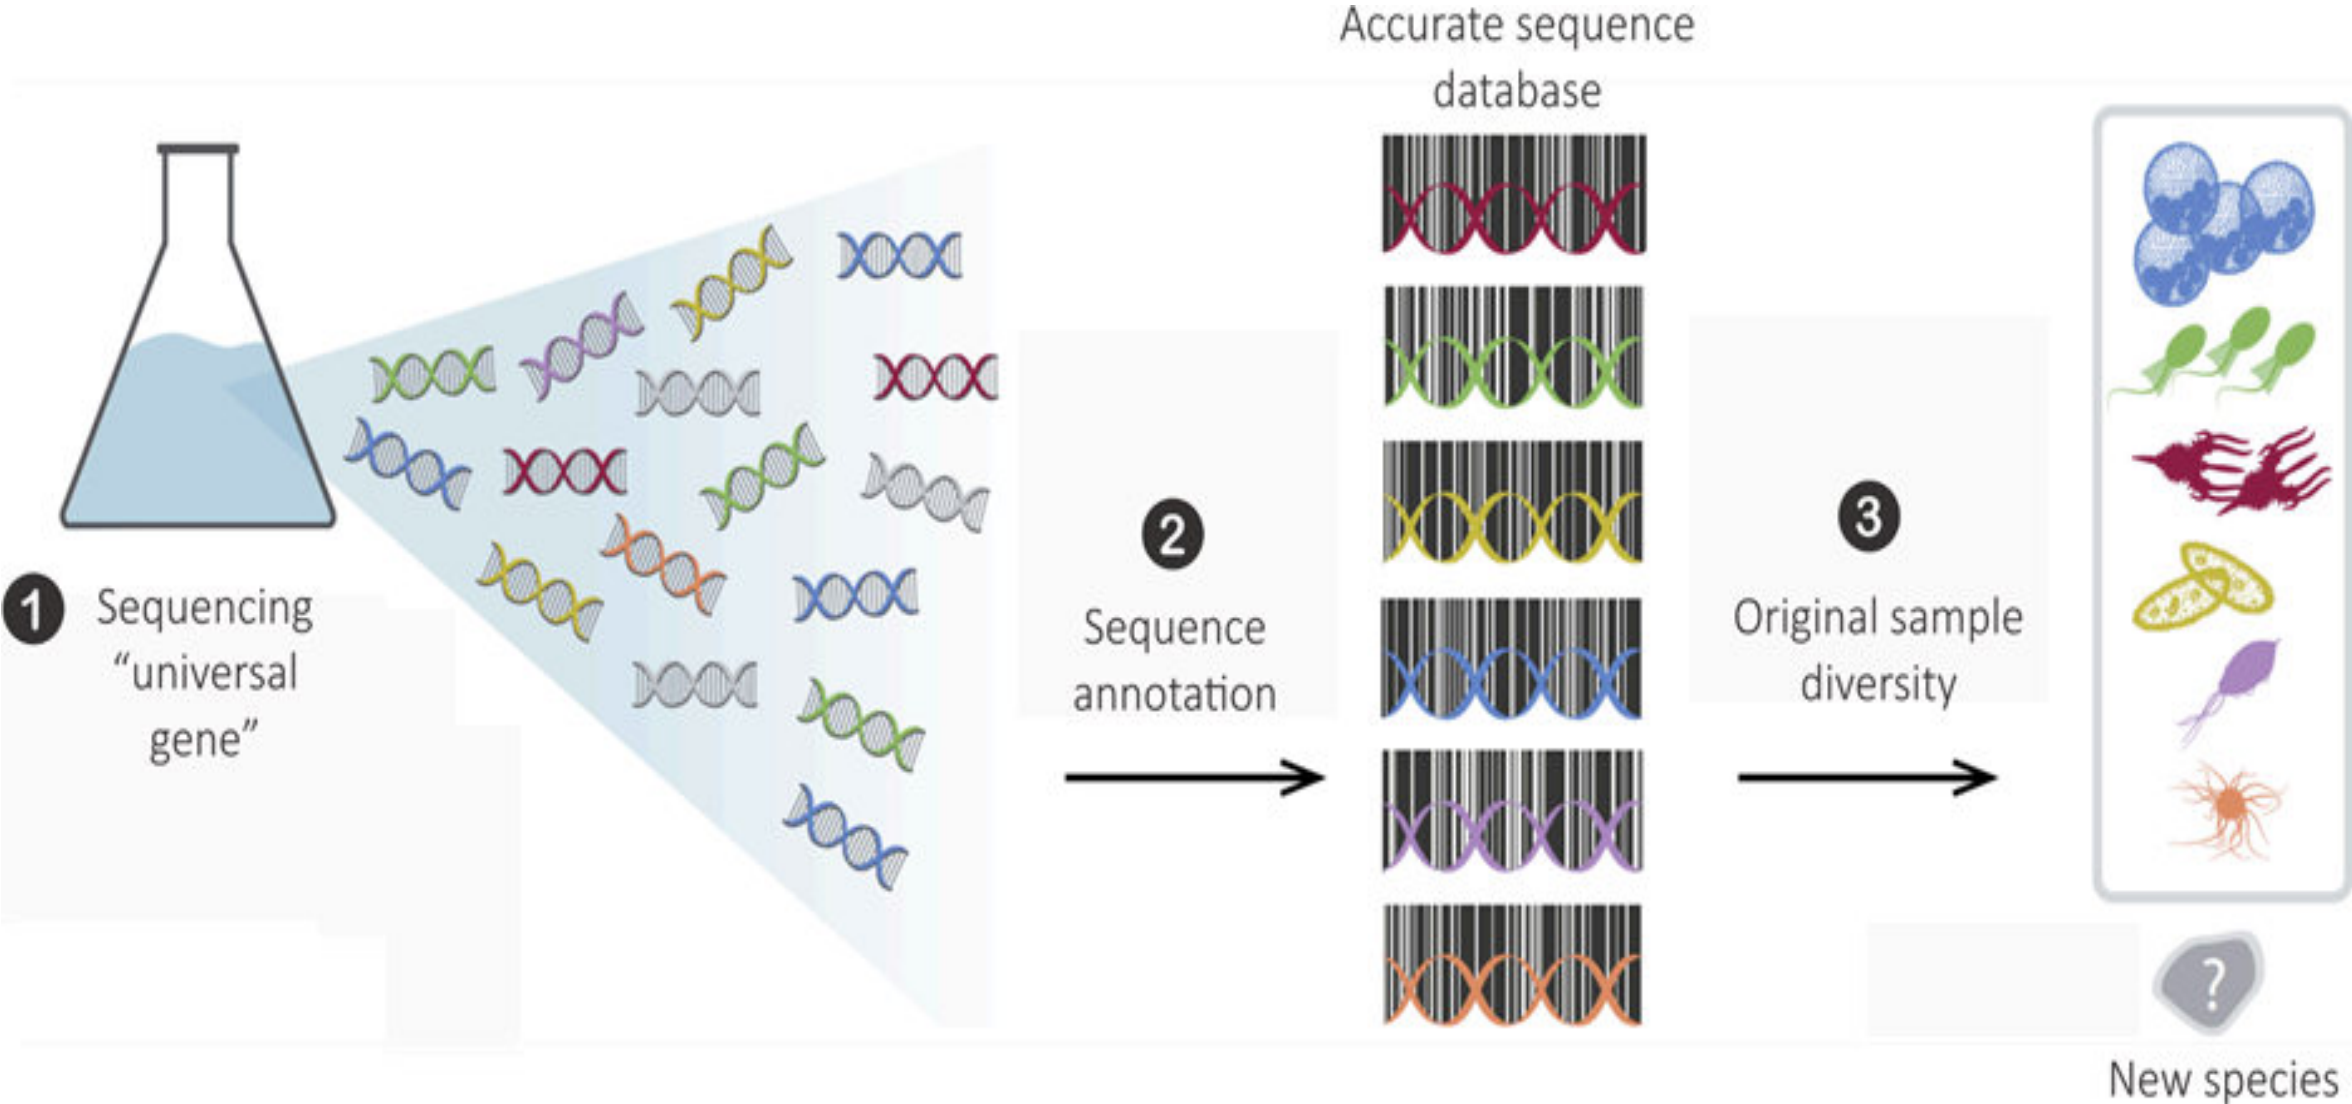 Accurate sequence
database
1
Sequencing
“universal
gene”
2
Sequence
annotation
3
Original sample
diversity
?
New species